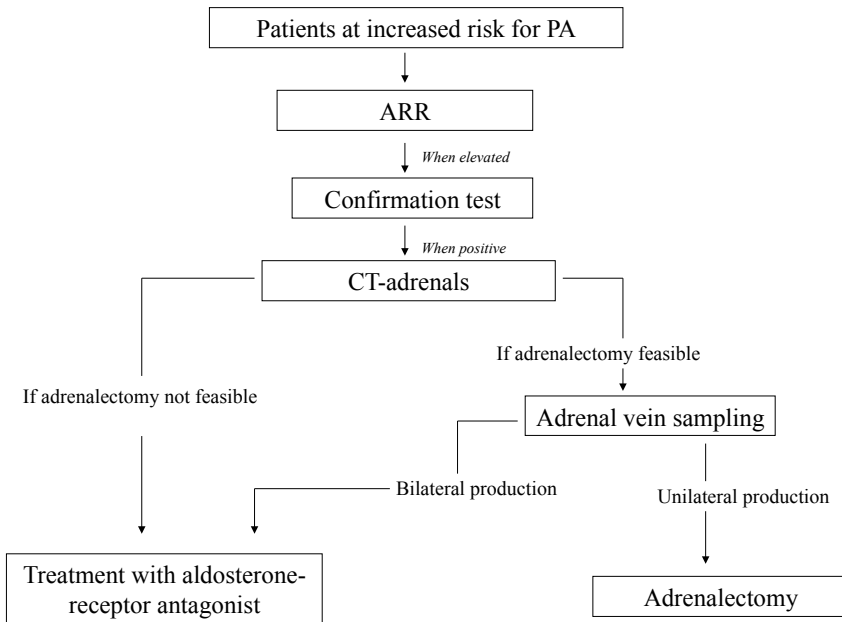 Patients at increased risk for PA
ARR
When elevated
Confirmation test
When positive
CT-adrenals
If adrenalectomy feasible
If adrenalectomy not feasible
Adrenal vein sampling
Bilateral production
Unilateral production
Treatment with aldosterone-
receptor antagonist
Adrenalectomy